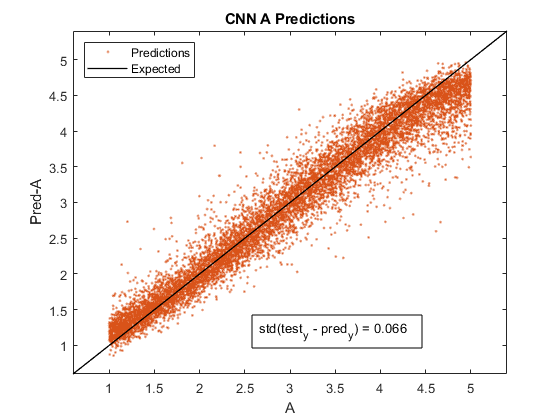 CNN A Predictions
Predictions
Expected
Pred-A
5
4.5
4
3.5
3
2.5
2
1.5
1
std(test_y - pred_y) = 0.066
1 1.5 2 2.5 3 3.5 4 4.5 5
A